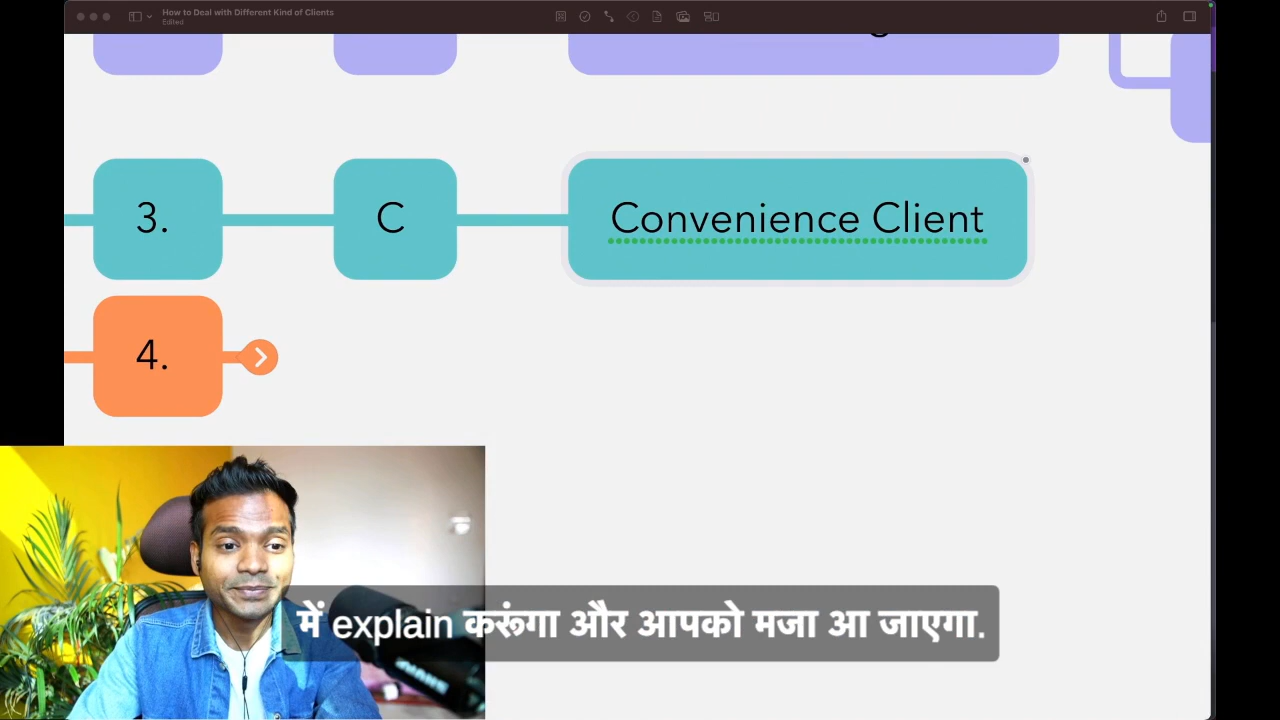 How to Deal with Different Kind of Clients
Edited
3.
C
Convenience Client
4.
में explain करूंगा और आपको मजा आ जाएगा.